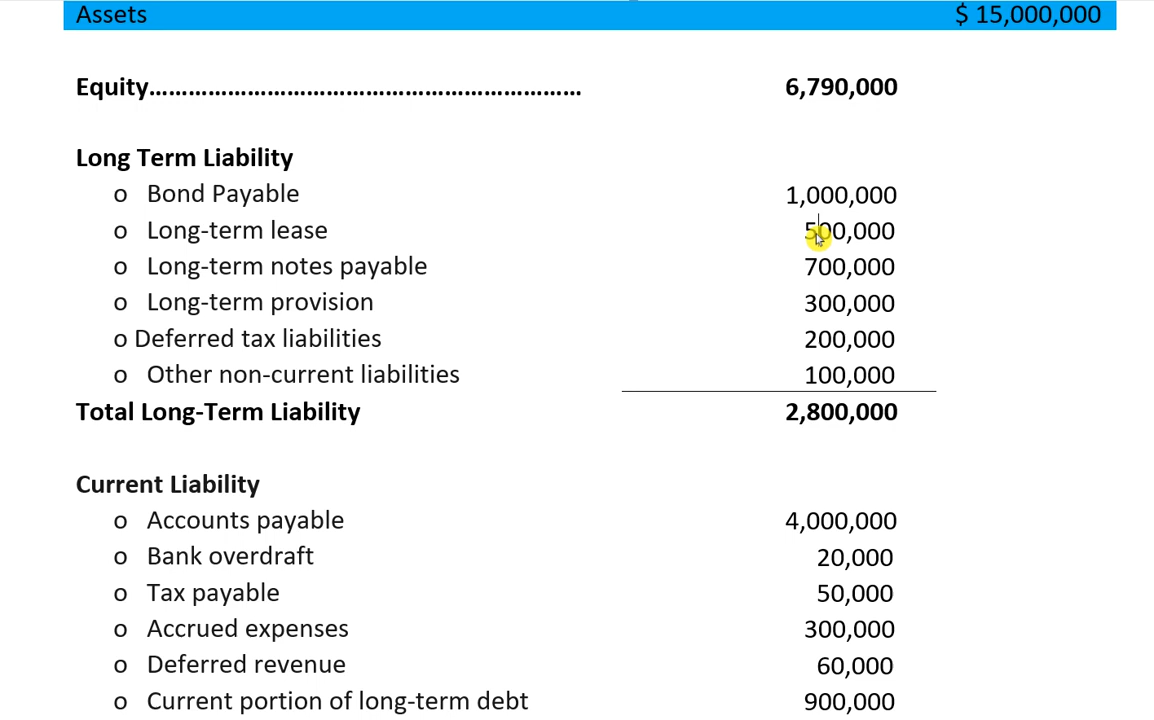 Assets $ 15,000,000
Equity................................................................. 6,790,000
Long Term Liability
o Bond Payable 1,000,000
o Long-term lease 500,000
o Long-term notes payable 700,000
o Long-term provision 300,000
o Deferred tax liabilities 200,000
o Other non-current liabilities 100,000
Total Long-Term Liability 2,800,000
Current Liability
o Accounts payable 4,000,000
o Bank overdraft 20,000
o Tax payable 50,000
o Accrued expenses 300,000
o Deferred revenue 60,000
o Current portion of long-term debt 900,000